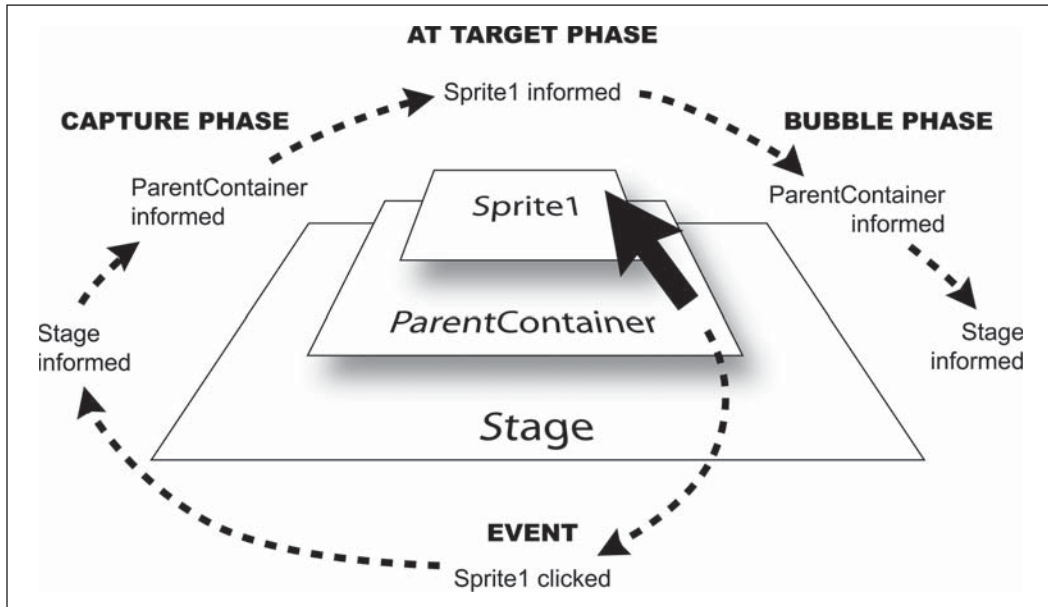 AT TARGET PHASE
Sprite1 informed
CAPTURE PHASE
BUBBLE PHASE
ParentContainer
informed
ParentContainer
informed
Sprite1
ParentContainer
Stage
informed
Stage
informed
Stage
EVENT
Sprite1 clicked